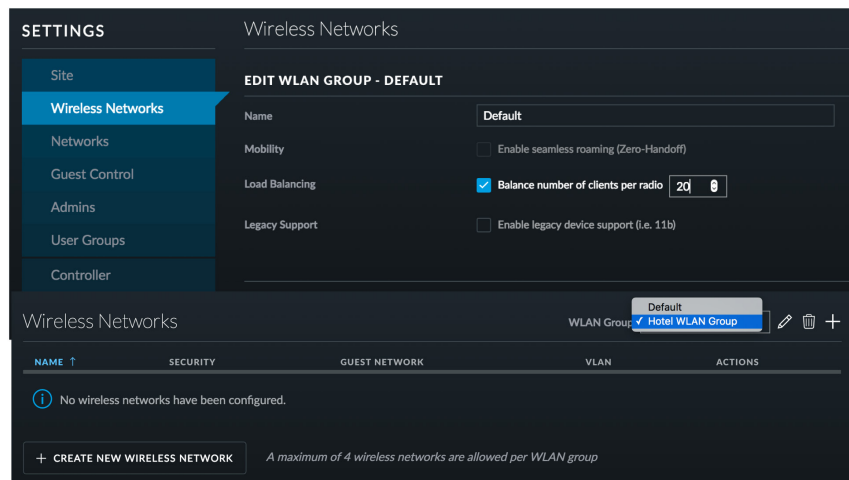 SETTINGS
Wireless Networks
Site
Wireless Networks
Networks
Guest Control
Admins
User Groups
Controller
EDIT WLAN GROUP - DEFAULT
Name Default
Mobility Enable seamless roaming (Zero-Handoff)
Load Balancing Balance number of clients per radio 20
Legacy Support Enable legacy device support (i.e. 11b)
Wireless Networks
WLAN Group
Default
✓ Hotel WLAN Group
NAME ↑ SECURITY GUEST NETWORK VLAN ACTIONS
No wireless networks have been configured.
+ CREATE NEW WIRELESS NETWORK A maximum of 4 wireless networks are allowed per WLAN group